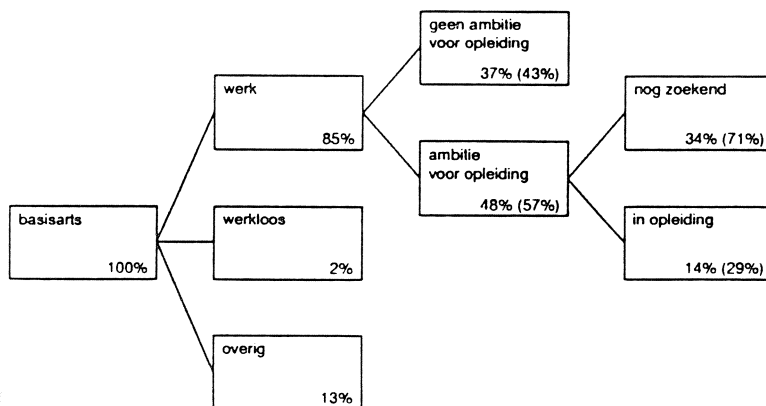 basisarts
100%
werk
85%
werkloos
2%
overig
13%
geen ambitie
voor opleiding
37% (43%)
ambitie
voor opleiding
48% (57%)
nog zoekend
34% (71%)
in opleiding
14% (29%)